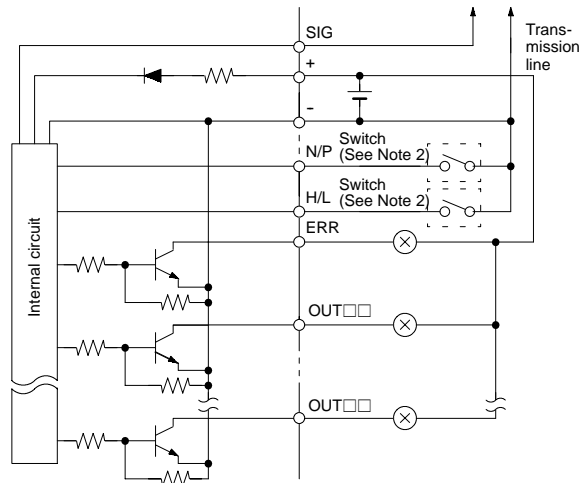 SIG
Trans-
mission
line
+
-
N/P
Switch
(See Note 2)
H/L
Switch
(See Note 2)
ERR
Internal circuit
OUT□□
OUT□□